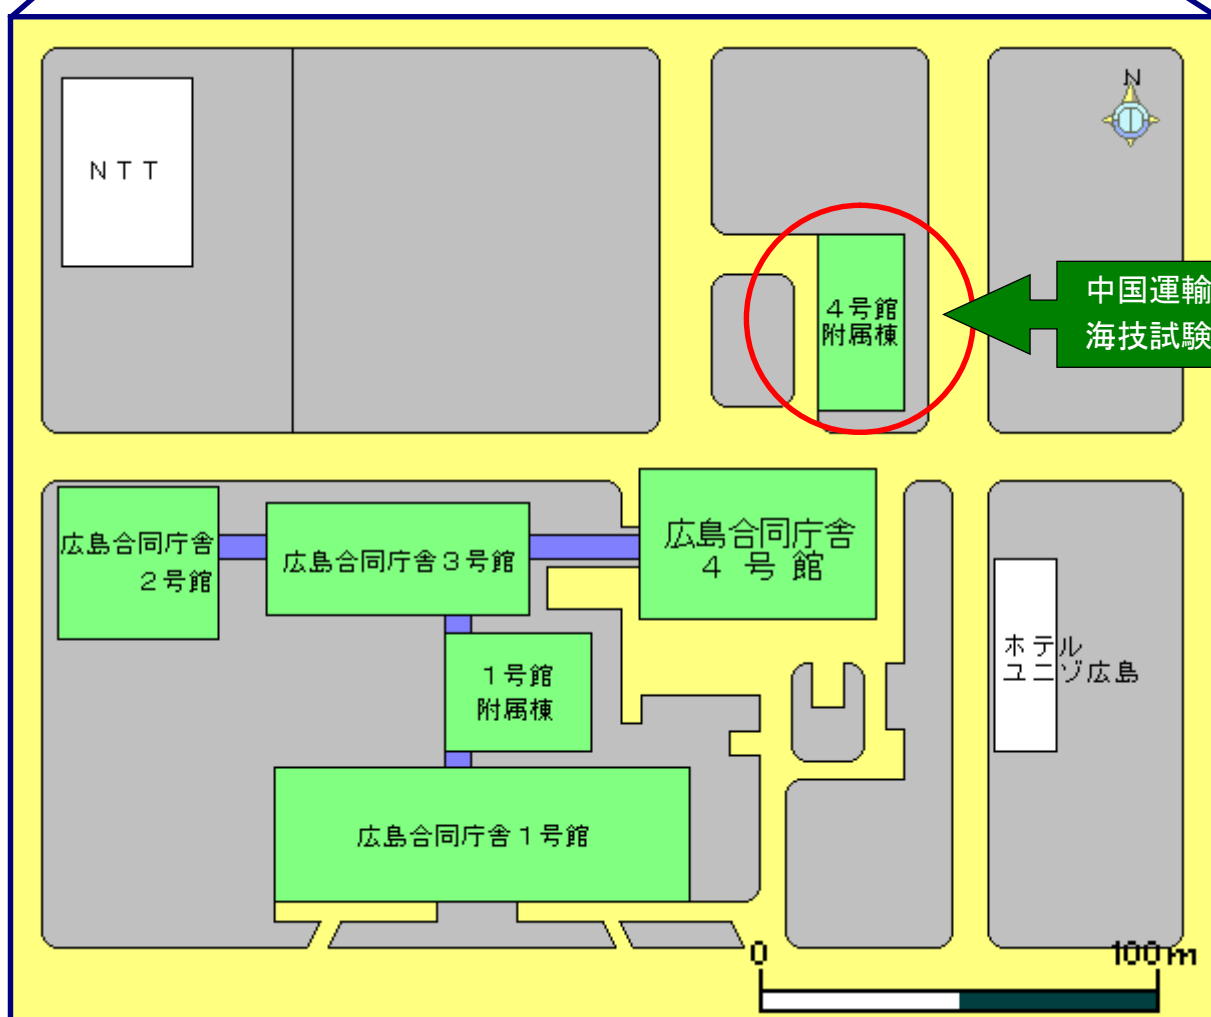 N
ＮＴＴ
４号館
附属棟
中国運輸
海技試験
広島合同庁舎
２号館
広島合同庁舎３号館
広島合同庁舎
４号館
１号館
附属棟
ホテル
ユニゾ広島
広島合同庁舎１号館
0
100m